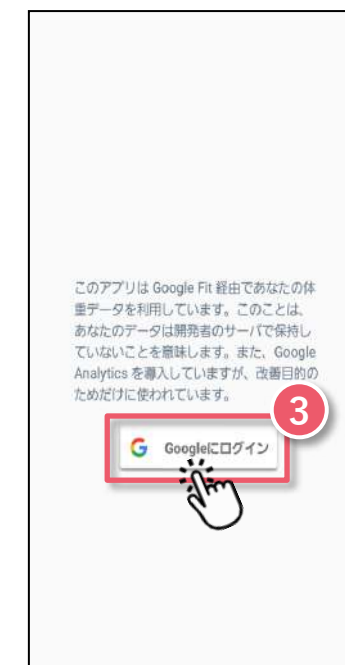 このアプリは Google Fit 経由であなたの体
重データを利用しています。このことは、
あなたのデータは開発者のサーバで保持し
ていないことを意味します。また、Google
Analytics を導入していますが、改善目的の
ためだけに使われています。
3
Googleにログイン